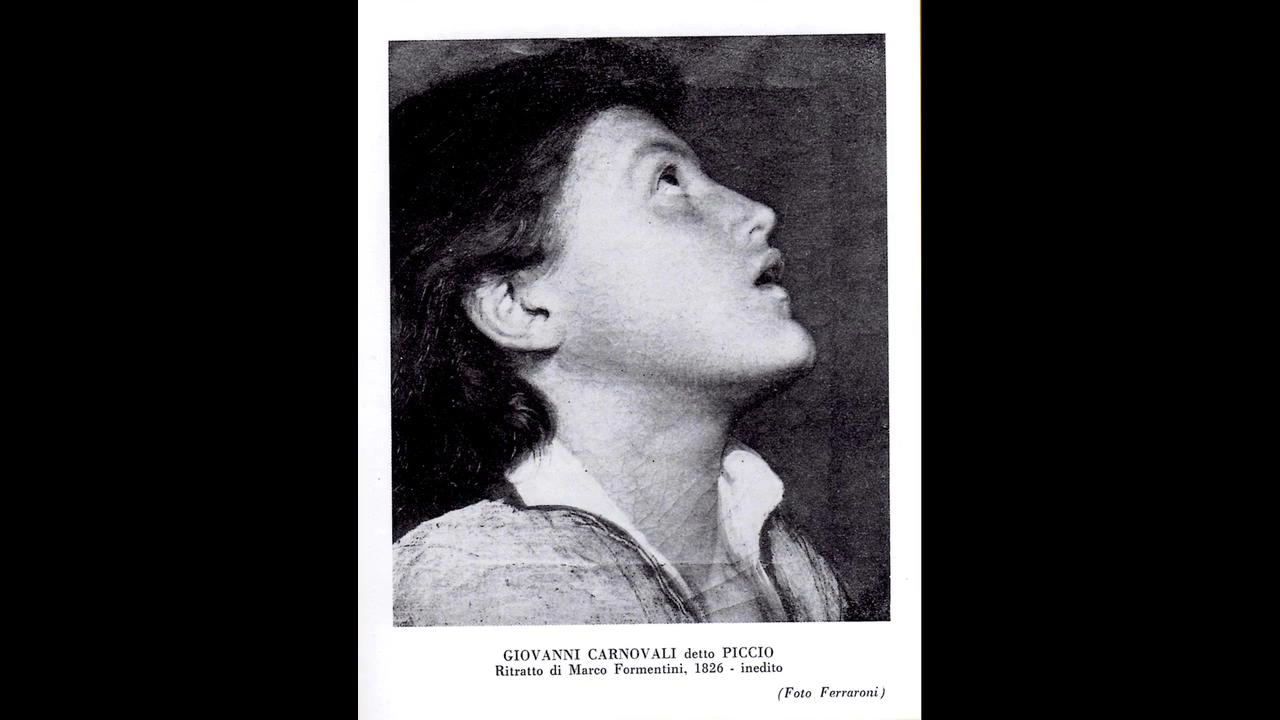 GIOVANNI CARNOVALI detto PICCIO
Ritratto di Marco Formentini, 1826 - inedito
(Foto Ferraroni)